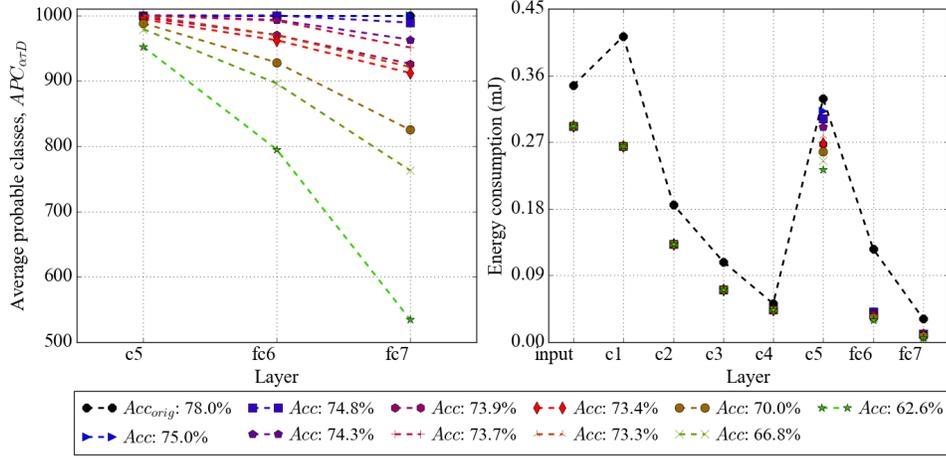 Average probable classes, APC_orrD
1000
900
800
700
600
500
c5
fc6
fc7
Layer
Energy consumption (mJ)
0.45
0.36
0.27
0.18
0.09
0.00
input
c1
c2
c3
c4
c5
fc6
fc7
Layer
Acc_orig: 78.0%
Acc: 74.8%
Acc: 73.9%
Acc: 73.4%
Acc: 70.0%
Acc: 62.6%
Acc: 75.0%
Acc: 74.3%
Acc: 73.7%
Acc: 73.3%
Acc: 66.8%